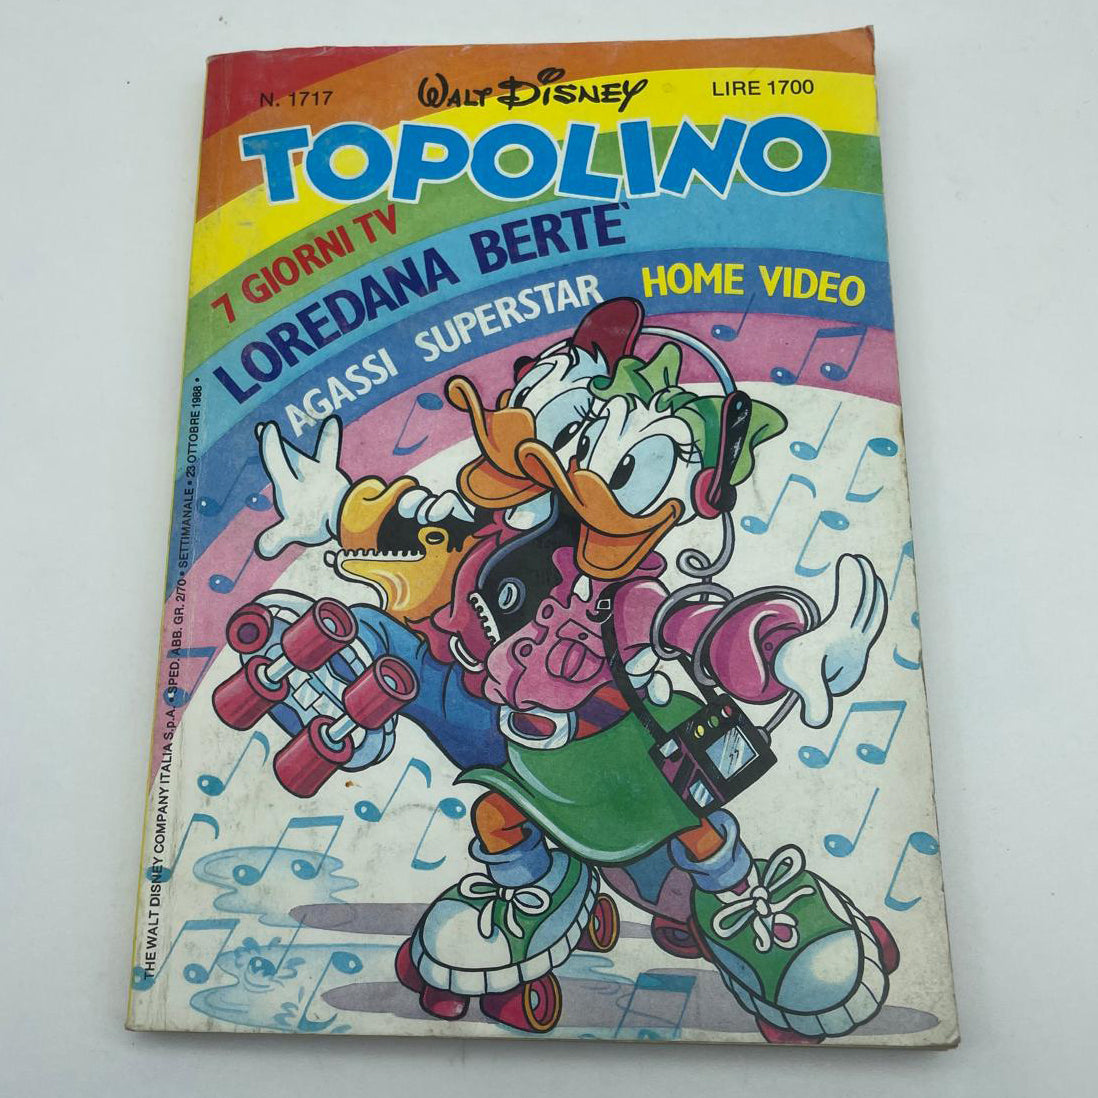 N. 1717
WALT DISNEY
LIRE 1700
TOPOLINO
7 GIORNI TV
LOREDANA BERTE`
AGASSI SUPERSTAR
HOME VIDEO
THE WALT DISNEY COMPANY ITALIA S.p.A. • SPED. ABB. GR. 2/70 • SETTIMANALE • 23 OTTOBRE 1988 •